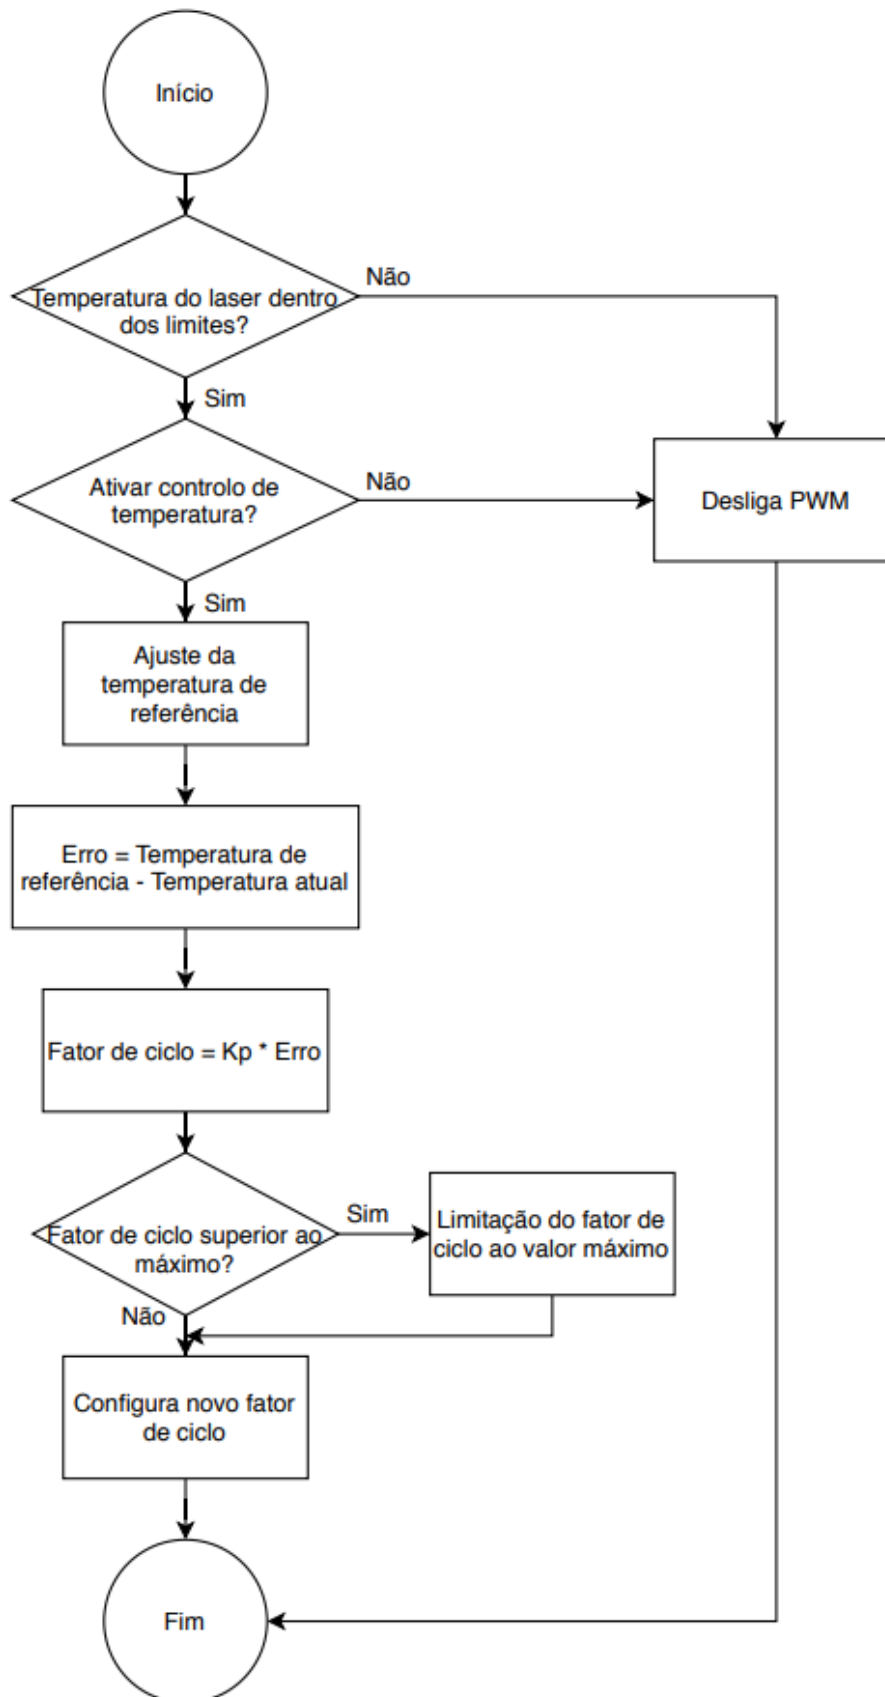 Início
Temperatura do laser dentro
dos limites?
Não
Sim
Ativar controlo de
temperatura?
Não
Desliga PWM
Sim
Ajuste da
temperatura de
referência
Erro = Temperatura de
referência - Temperatura atual
Fator de ciclo = Kp * Erro
Fator de ciclo superior ao
máximo?
Sim
Limitação do fator de
ciclo ao valor máximo
Não
Configura novo fator
de ciclo
Fim